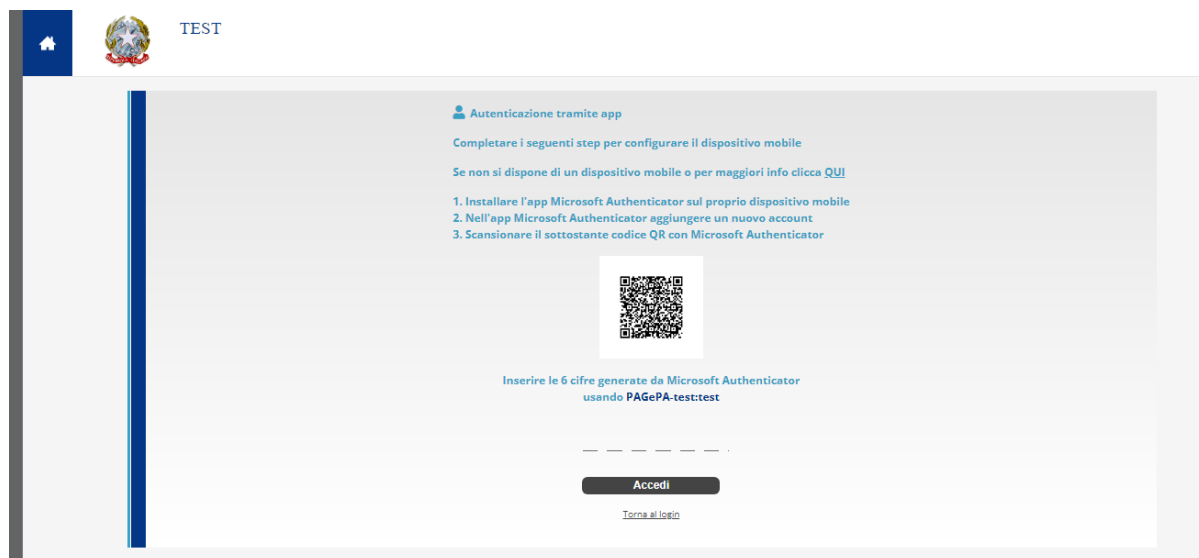 TEST
Autenticazione tramite app
Completare i seguenti step per configurare il dispositivo mobile
Se non si dispone di un dispositivo mobile o per maggiori info clicca QUI
1. Installare l'app Microsoft Authenticator sul proprio dispositivo mobile
2. Nell'app Microsoft Authenticator aggiungere un nuovo account
3. Scansionare il sottostante codice QR con Microsoft Authenticator
Inserire le 6 cifre generate da Microsoft Authenticator
usando PAGePA-test:test
Accedi
Torna al login